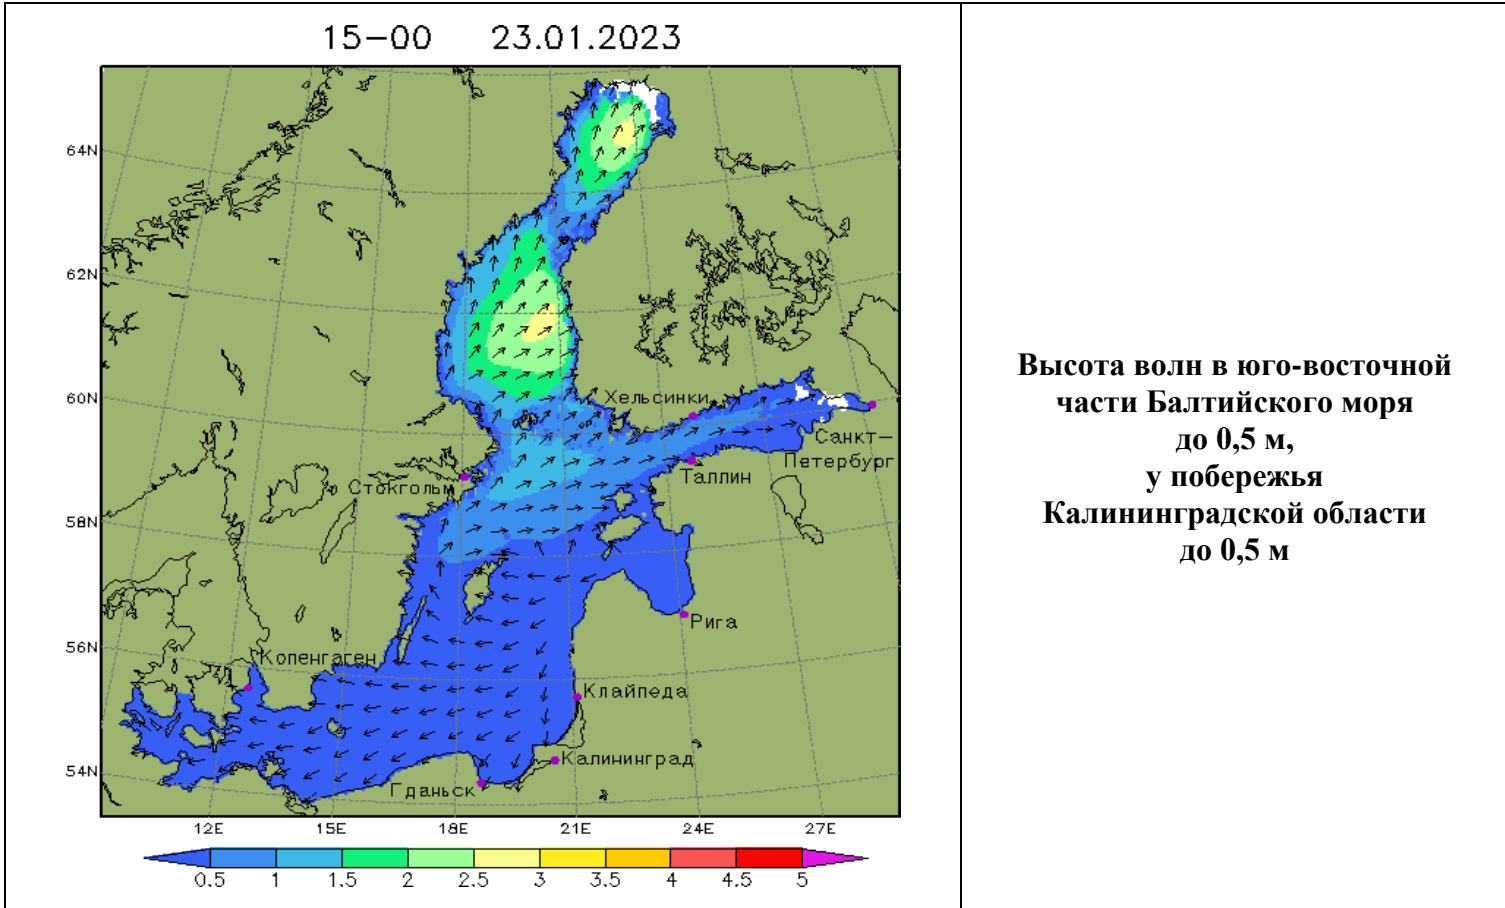 15-00 23.01.2023
64N
62N
60N
58N
56N
54N
Хельсинки
Санкт-
Петербург
Таллин
Стокгольм
Рига
Копенгаген
Клайпеда
Калининград
Гданьск
12E 15E 18E 21E 24E 27E
0.5 1 1.5 2 2.5 3 3.5 4 4.5 5
Высота волн в юго-восточной
части Балтийского моря
до 0,5 м,
у побережья
Калининградской области
до 0,5 м